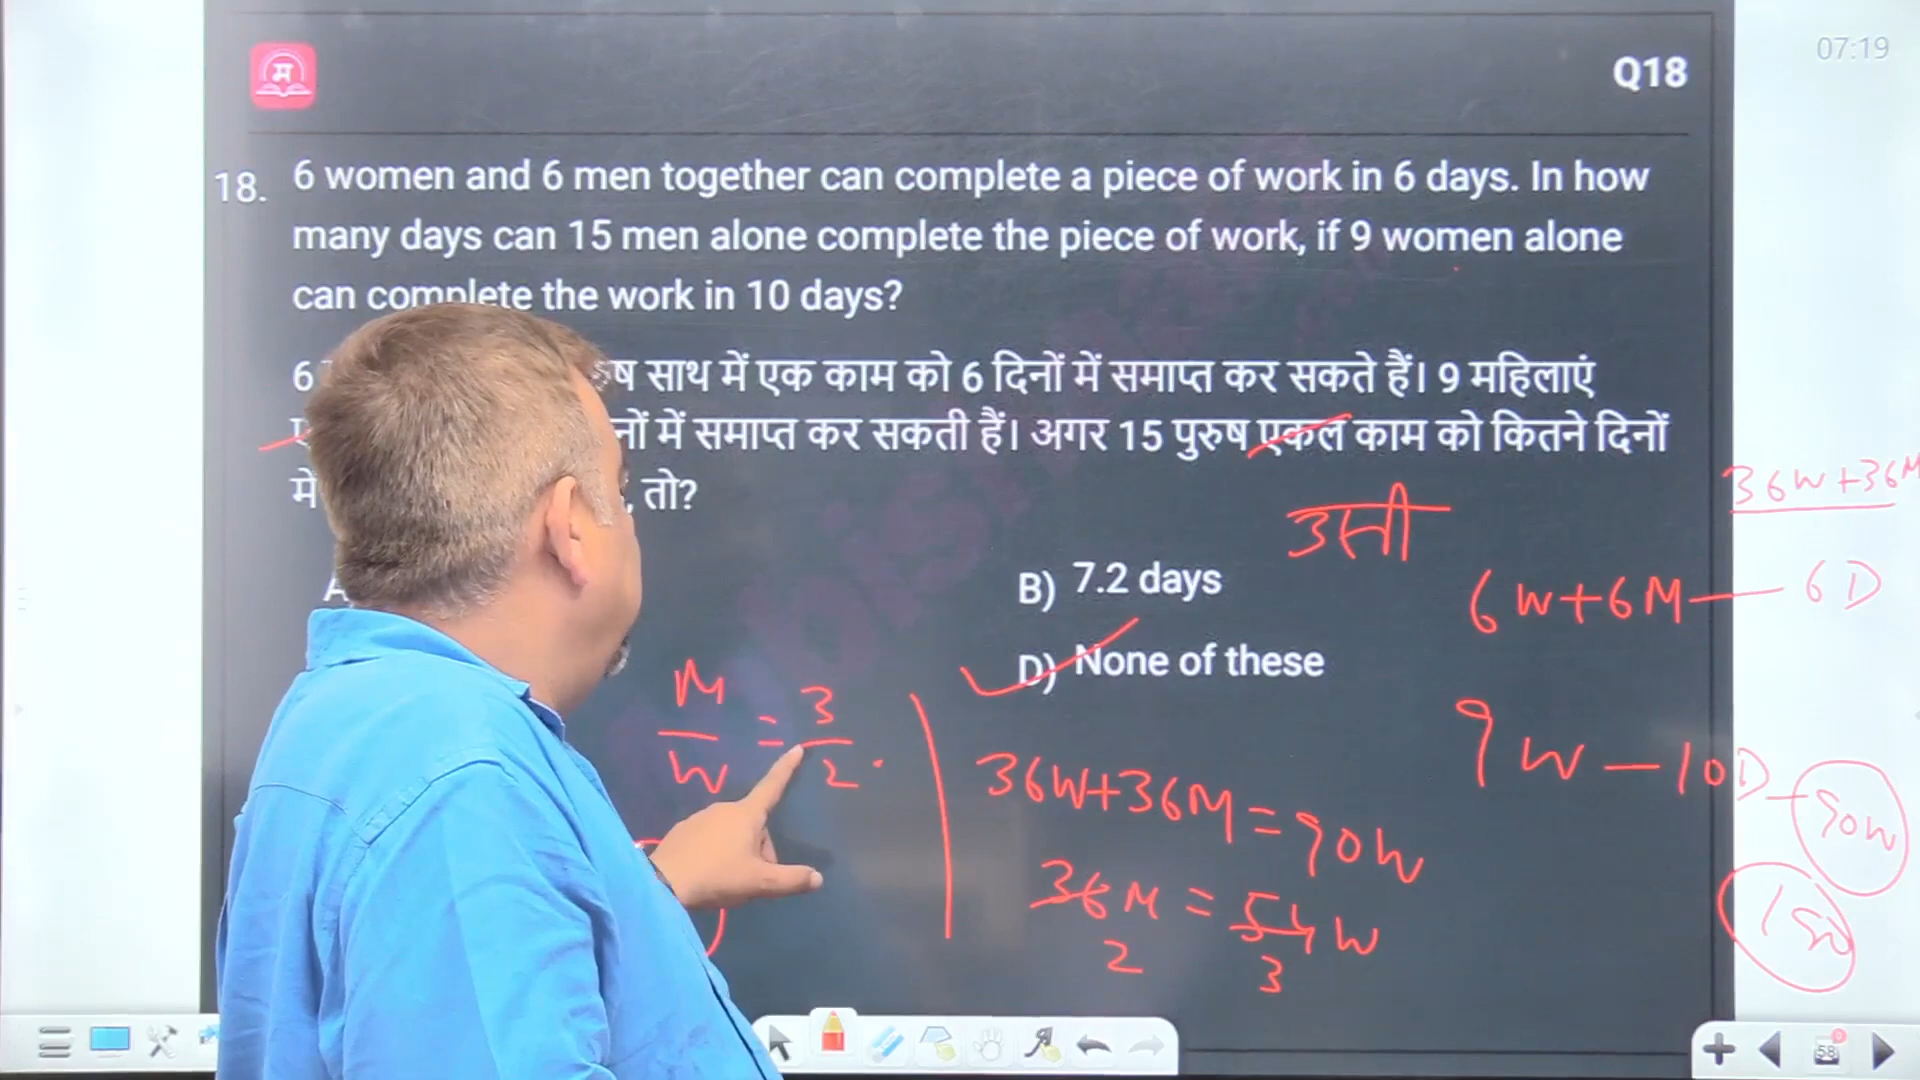 07:19
म
Q18
18. 6 women and 6 men together can complete a piece of work in 6 days. In how
many days can 15 men alone complete the piece of work, if 9 women alone
can complete the work in 10 days?
6 ष साथ में एक काम को 6 दिनों में समाप्त कर सकते हैं। 9 महिलाएं
नों में समाप्त कर सकती हैं। अगर 15 पुरुष एकल काम को कितने दिनों
में , तो?
36W+36M
B) 7.2 days
6W+6M — 6D
D) None of these
M/W = 3/2
9W — 10D — 90W
36W+36M = 90W
36M = 54W
2 3
58